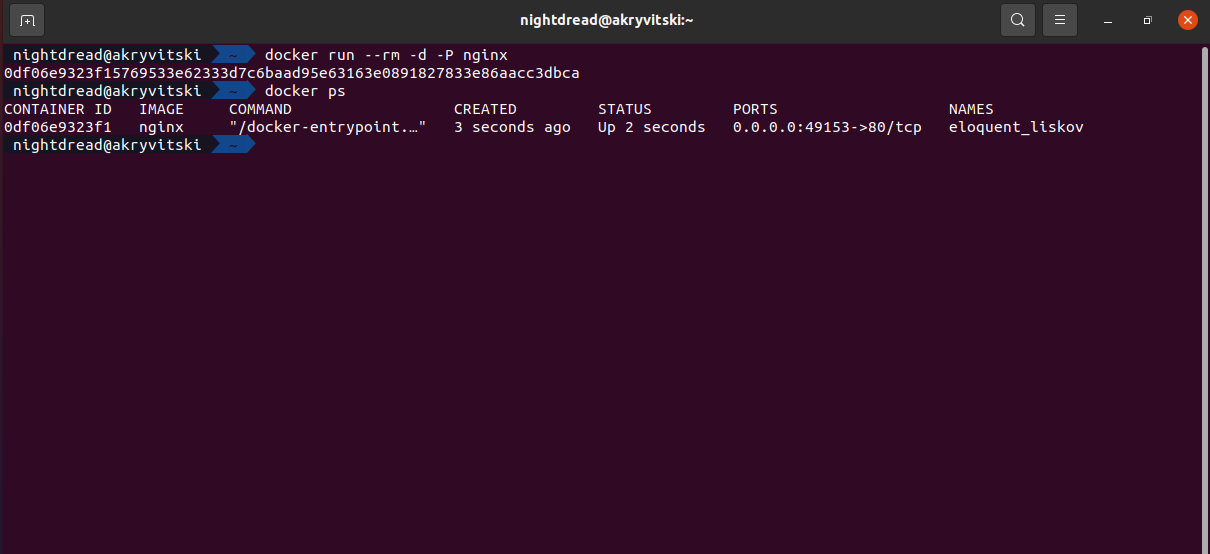 nightdread@akryvitski:~
nightdread@akryvitski ~ docker run --rm -d -P nginx
0df06e9323f15769533e62333d7c6baad95e63163e0891827833e86aacc3dbca
nightdread@akryvitski ~ docker ps
CONTAINER ID IMAGE COMMAND CREATED STATUS PORTS NAMES
0df06e9323f1 nginx "/docker-entrypoint.…" 3 seconds ago Up 2 seconds 0.0.0.0:49153->80/tcp eloquent_liskov
nightdread@akryvitski ~